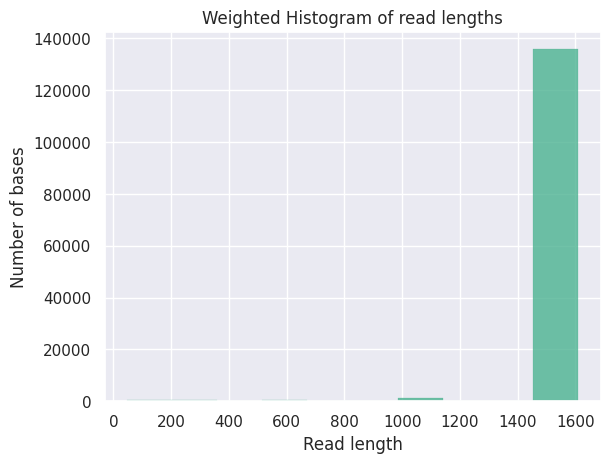 Weighted Histogram of read lengths
140000
120000
100000
80000
60000
40000
20000
0
Number of bases
0 200 400 600 800 1000 1200 1400 1600
Read length